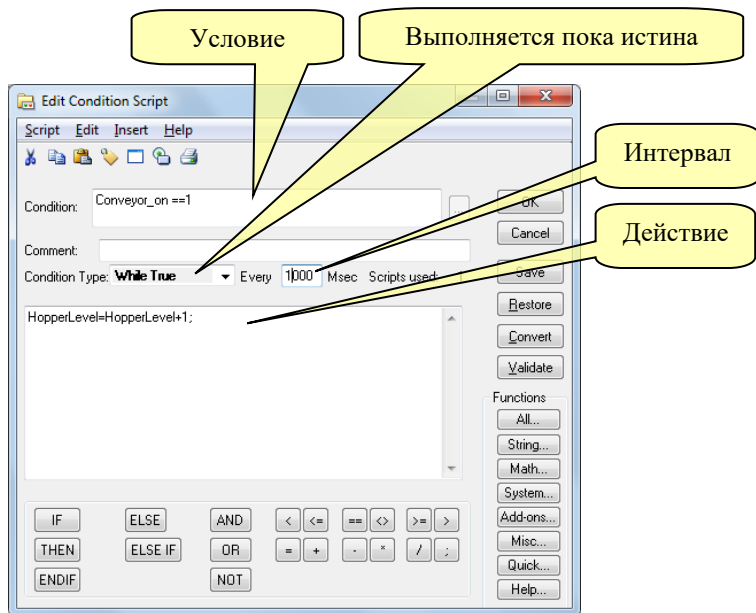 Условие
Выполняется пока истина
Edit Condition Script
Script Edit Insert Help
Интервал
Condition: Conveyor_on ==1
OK
Cancel
Действие
Comment:
Condition Type: While True Every 1000 Msec Scripts used: 1
Save
HopperLevel=HopperLevel+1;
Restore
Convert
Validate
Functions
All...
String...
Math...
System...
IF ELSE AND < <= == <> >= > Add-ons...
THEN ELSE IF OR = + - * / ; Misc...
Quick...
ENDIF NOT Help...